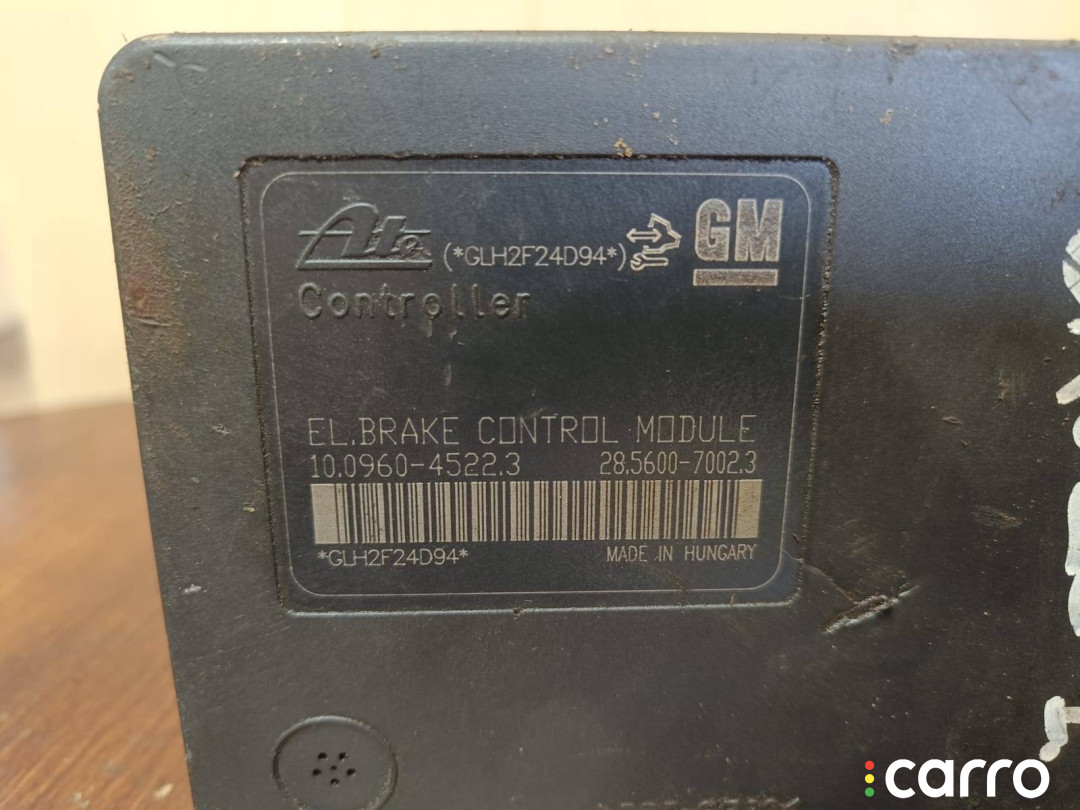 Ate (*GLH2F24D94*) GM
Controller
EL.BRAKE CONTROL MODULE
10.0960-4522.3 28.5600-7002.3
*GLH2F24D94* MADE IN HUNGARY
carro